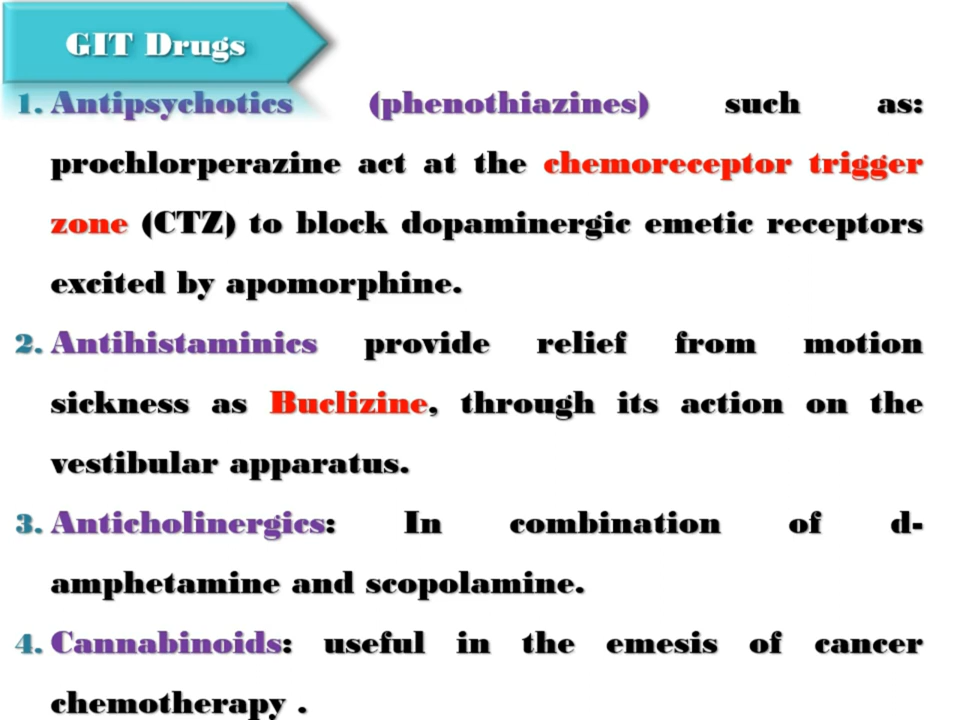 GIT Drugs
1. Antipsychotics (phenothiazines) such as:
prochlorperazine act at the chemoreceptor trigger
zone (CTZ) to block dopaminergic emetic receptors
excited by apomorphine.
2. Antihistaminics provide relief from motion
sickness as Buclizine, through its action on the
vestibular apparatus.
3. Anticholinergics: In combination of d-
amphetamine and scopolamine.
4. Cannabinoids: useful in the emesis of cancer
chemotherapy .